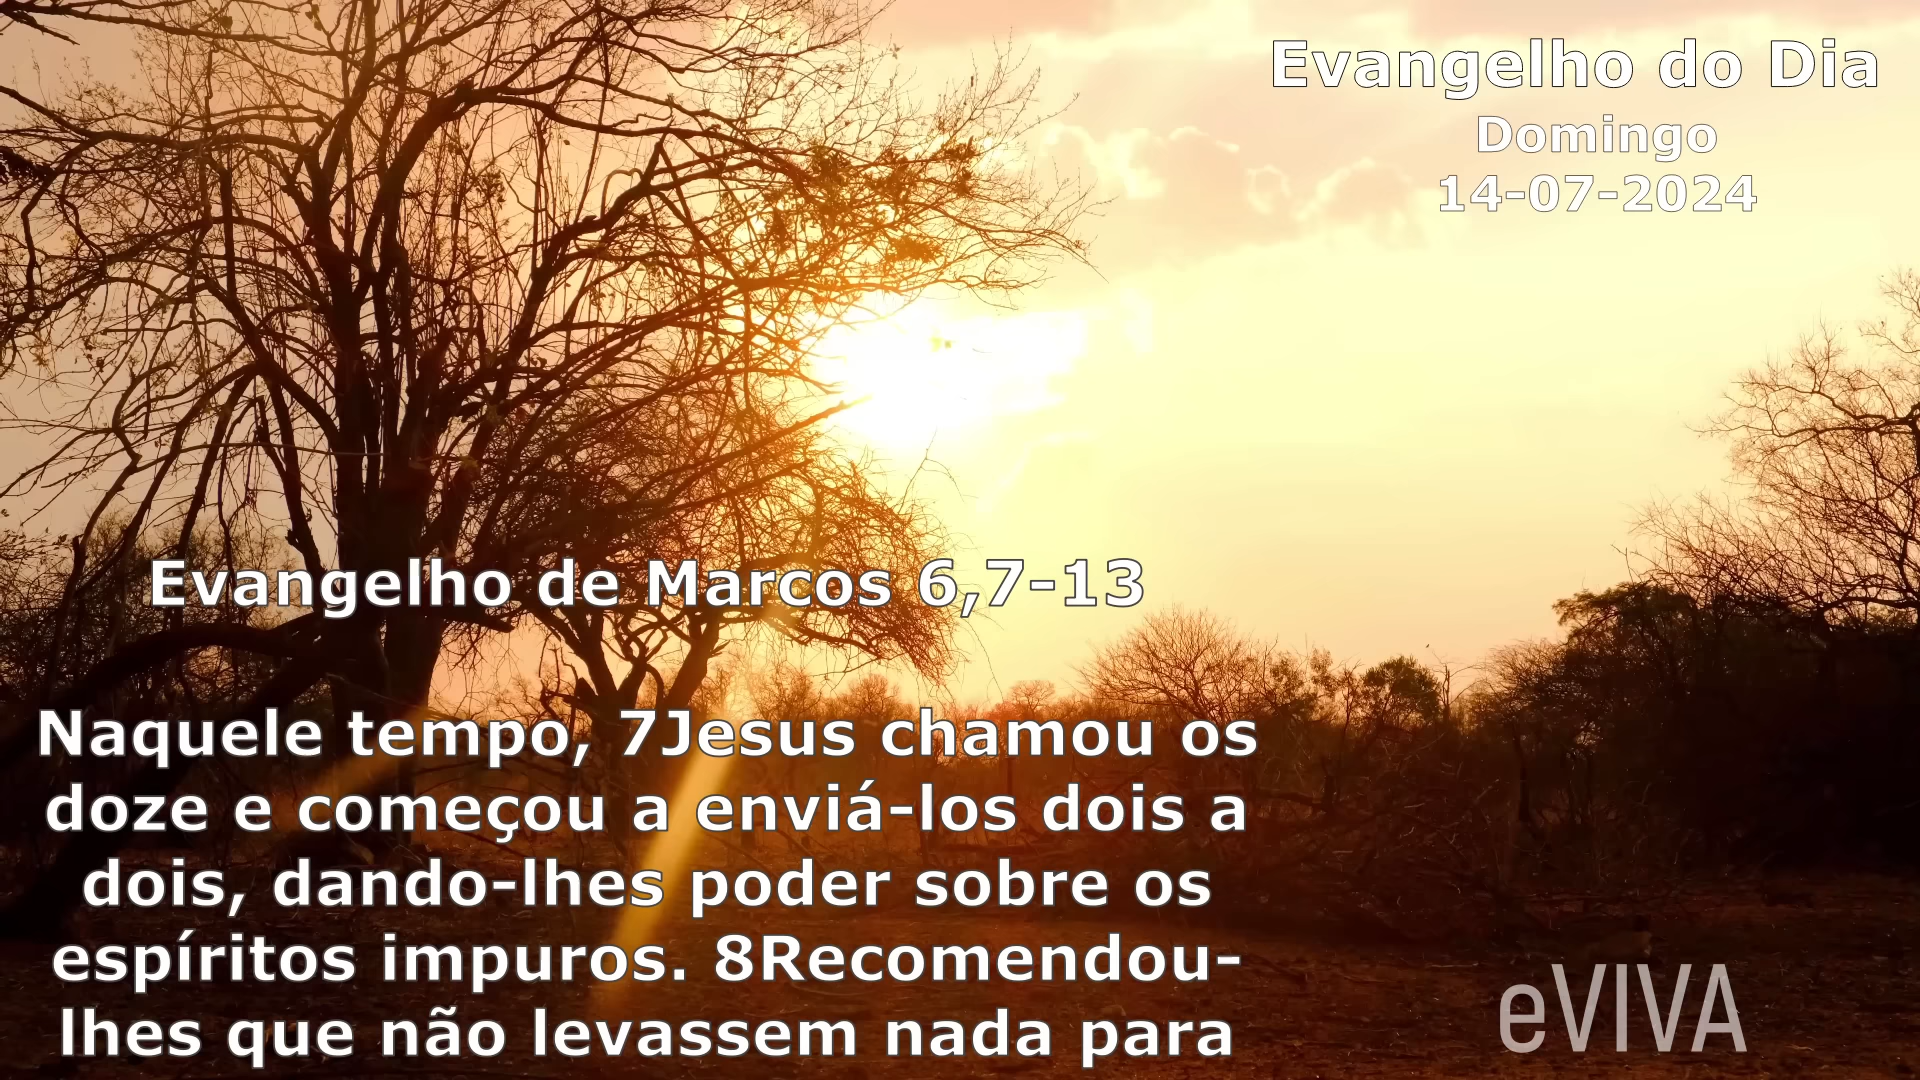 Evangelho do Dia
Domingo
14-07-2024
Evangelho de Marcos 6,7-13
Naquele tempo, 7Jesus chamou os
doze e começou a enviá-los dois a
dois, dando-lhes poder sobre os
espíritos impuros. 8Recomendou-
lhes que não levassem nada para
eVIVA